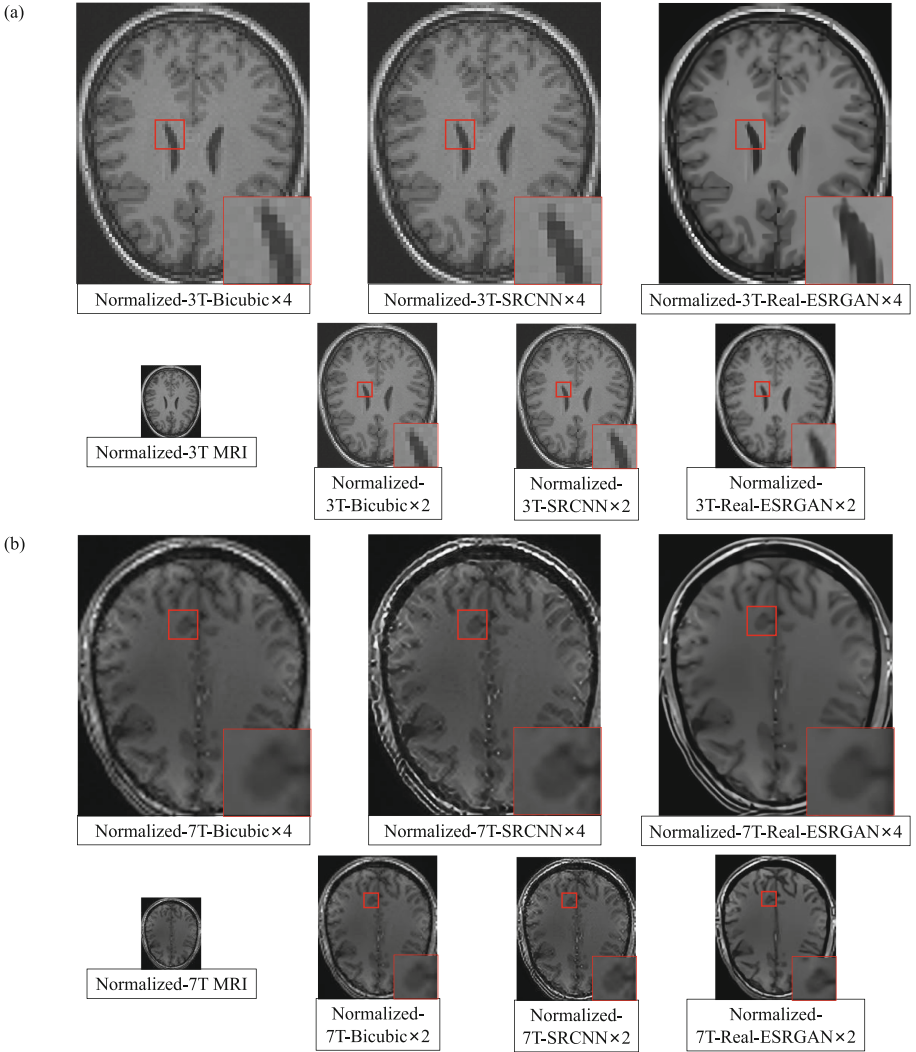 (a)
Normalized-3T-Bicubic×4
Normalized-3T-SRCNN×4
Normalized-3T-Real-ESRGAN×4
Normalized-3T MRI
Normalized-
3T-Bicubic×2
Normalized-
3T-SRCNN×2
Normalized-
3T-Real-ESRGAN×2
(b)
Normalized-7T-Bicubic×4
Normalized-7T-SRCNN×4
Normalized-7T-Real-ESRGAN×4
Normalized-7T MRI
Normalized-
7T-Bicubic×2
Normalized-
7T-SRCNN×2
Normalized-
7T-Real-ESRGAN×2